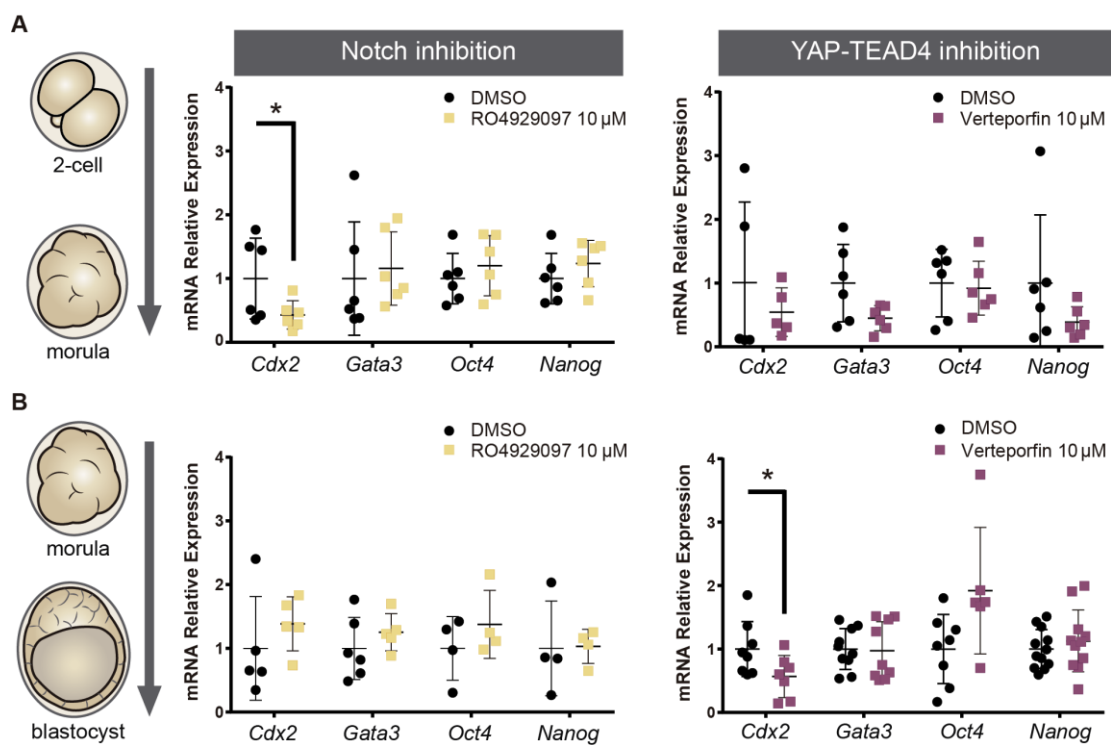 A
Notch inhibition
YAP-TEAD4 inhibition
2-cell
morula
mRNA Relative Expression
4
3
2
1
0
*
DMSO
RO4929097 10 µM
Cdx2
Gata3
Oct4
Nanog
mRNA Relative Expression
4
3
2
1
0
DMSO
Verteporfin 10 µM
Cdx2
Gata3
Oct4
Nanog
B
morula
blastocyst
mRNA Relative Expression
4
3
2
1
0
DMSO
RO4929097 10 µM
Cdx2
Gata3
Oct4
Nanog
mRNA Relative Expression
4
3
2
1
0
*
DMSO
Verteporfin 10 µM
Cdx2
Gata3
Oct4
Nanog